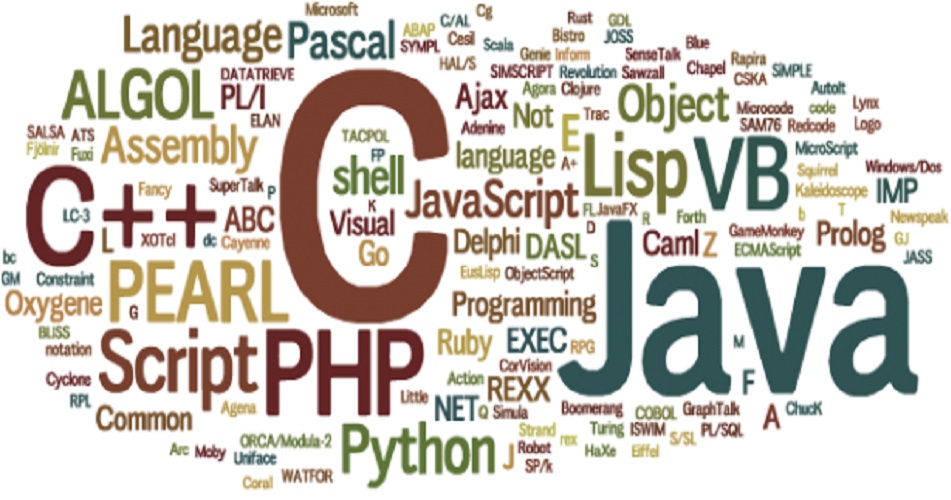 Microsoft
Cg
Rust
GDL
Language
Pascal
ABAP
C/AL
SYMPL
Cesil
Scala
Bistro
JOSS
Genie
Inform
SenseTalk
Blue
HAL/S
SIMSCRIPT
Revolution
Sawzall
Chapel
Rapira
CSKA
SiMPLE
ALGOL
DATATRIEVE
PL/I
ELAN
C
Ajax
Agora
Clojure
Not
Trac
Object
AutoIt
Microcode
code
Lynx
SAM76
Redcode
Logo
SALSA
ATS
Fjölnir
Fuxi
Assembly
TACPOL
FP
Adenine
E
language
A+
Lisp
VB
MicroScript
Squirrel
Windows/Dos
Kaleidoscope
IMP
C++
LC-3
Fancy
SuperTalk
P
shell
K
JavaScript
FL
JavaFX
R
Forth
b
T
Newspeak
L
XOTcl
dc
ABC
Cayenne
Visual
Go
Delphi
DASL
D
S
Caml
Z
GameMonkey
ECMAScript
Prolog
GJ
JASS
bc
GM
Constraint
EusLisp
ObjectScript
Java
Oxygene
PEARL
G
Programming
BLISS
notation
Script
PHP
Ruby
EXEC
RPG
M
F
Cyclone
RPL
CorVision
Action
REXX
Little
Common
Agena
NET
Q
Simula
Boomerang
COBOL
GraphTalk
A
ChucK
Python
Strand
rex
Turing
ISWIM
S/SL
PL/SQL
Arc
Moby
ORCA/Modula-2
Uniface
J
Robot
SP/k
HaXe
Eiffel
Coral
WATFOR